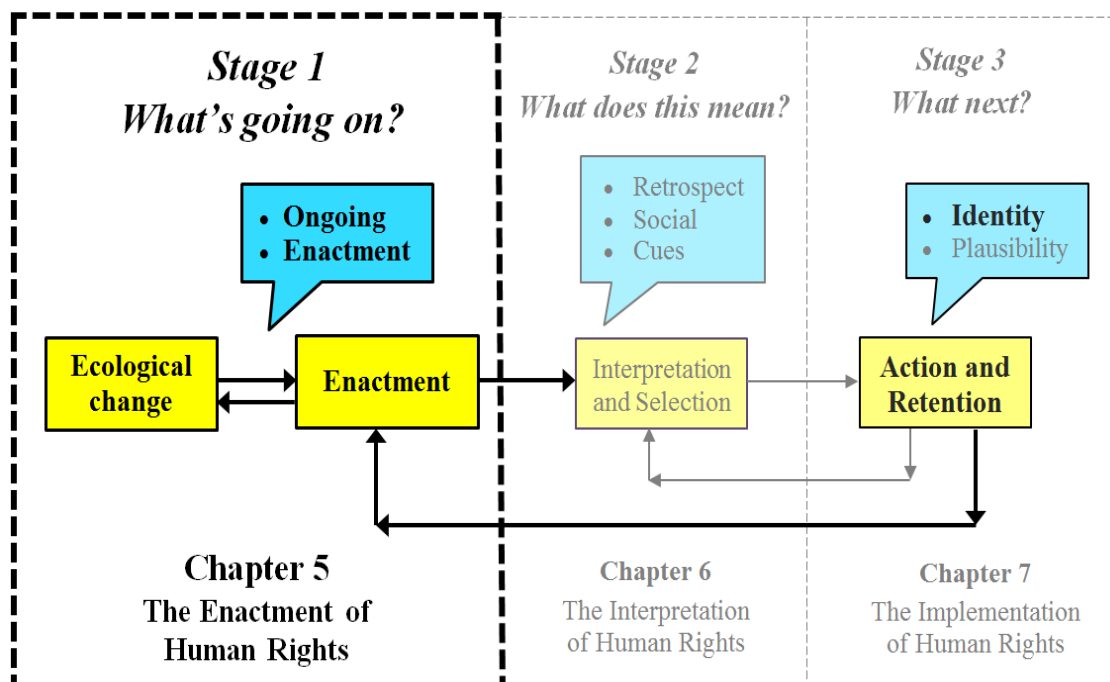 Stage 1
What's going on?
Stage 2
What does this mean?
Stage 3
What next?
• Ongoing
• Enactment
• Retrospect
• Social
• Cues
• Identity
• Plausibility
Ecological
change
Enactment
Interpretation
and Selection
Action and
Retention
Chapter 5
The Enactment of
Human Rights
Chapter 6
The Interpretation
of Human Rights
Chapter 7
The Implementation
of Human Rights